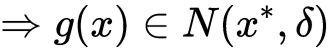 ⇒ g(x) ∈ N(x*, δ)